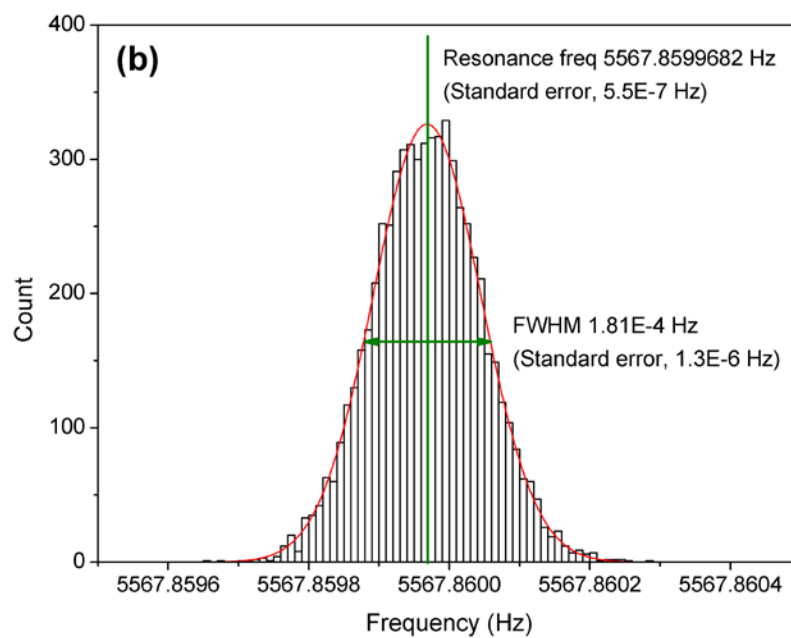 400
(b)
Resonance freq 5567.8599682 Hz
(Standard error, 5.5E-7 Hz)
300
Count
200
FWHM 1.81E-4 Hz
(Standard error, 1.3E-6 Hz)
100
0
5567.8596 5567.8598 5567.8600 5567.8602 5567.8604
Frequency (Hz)